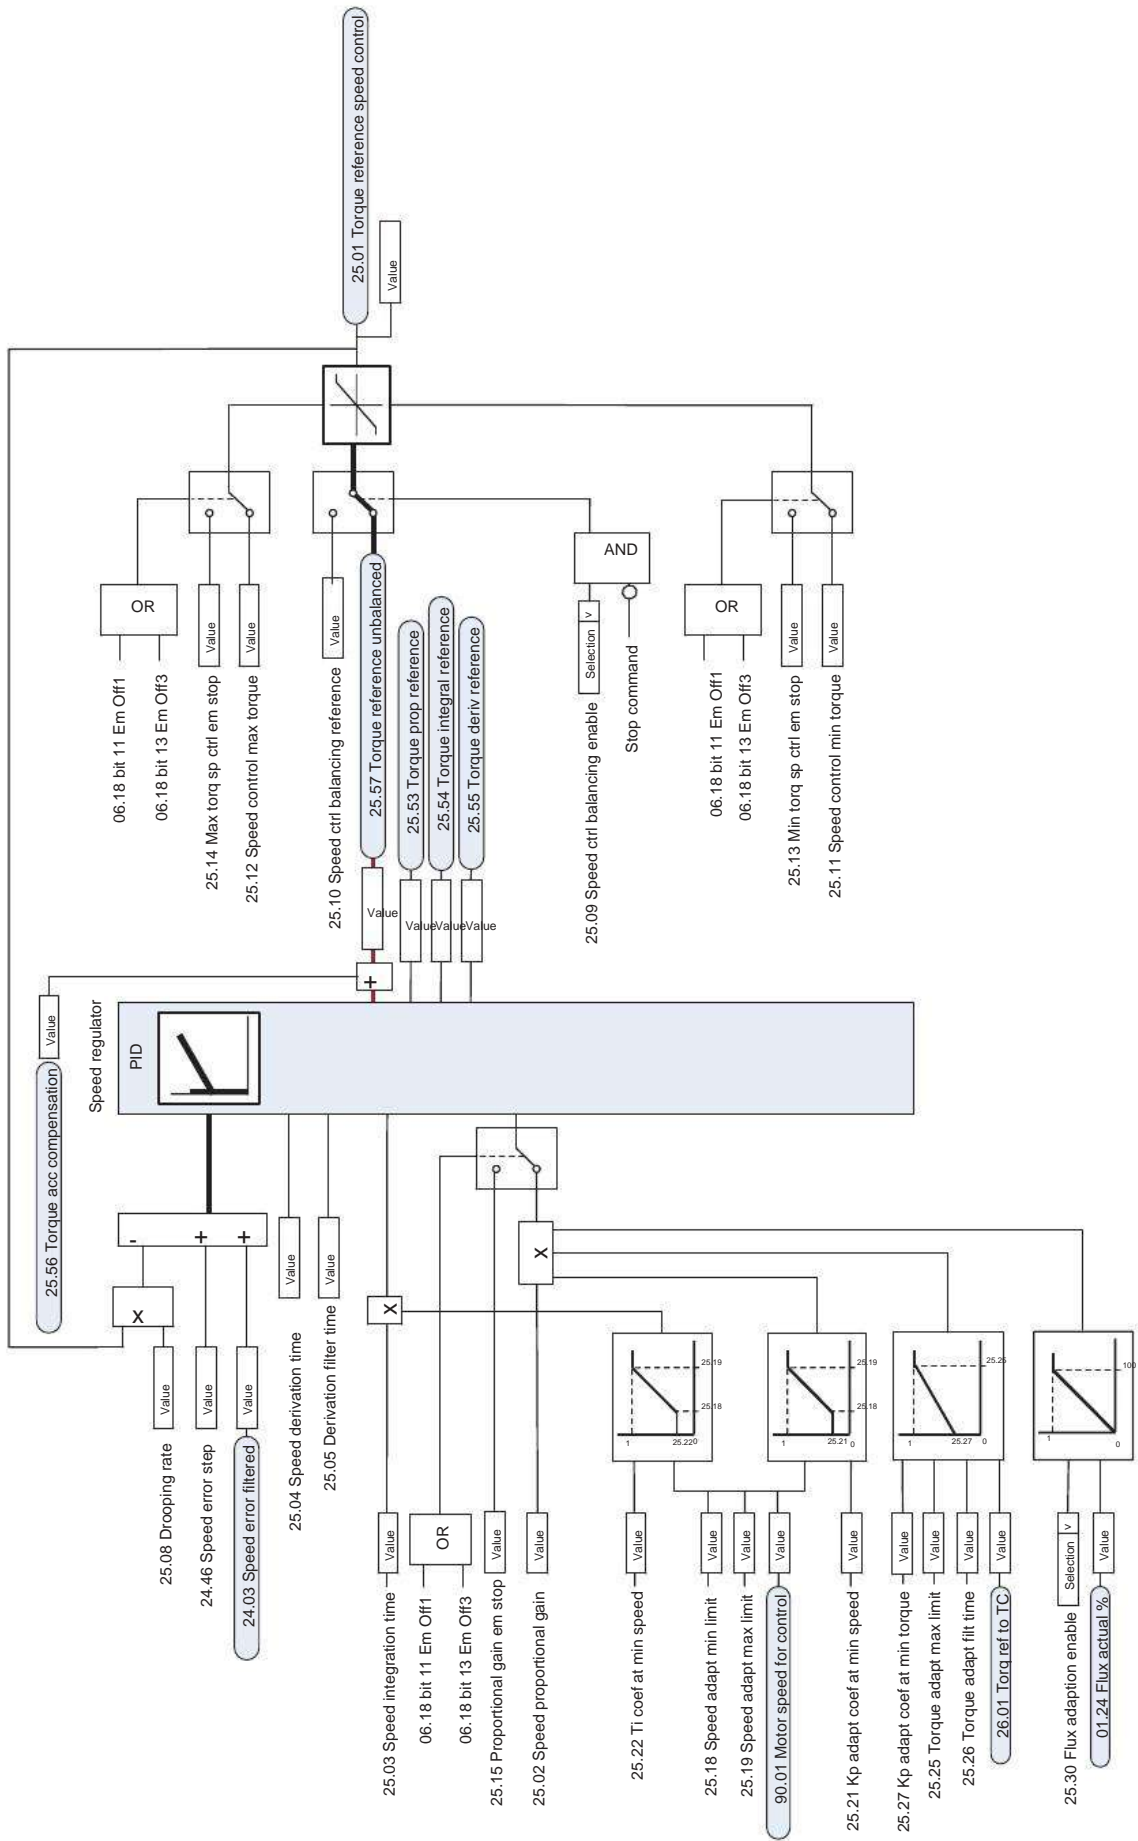 25.08 Drooping rate
Value
X
24.46 Speed error step
Value
24.03 Speed error filtered
Value
-
+
+
25.04 Speed derivation time
Value
25.05 Derivation filter time
Value
25.03 Speed integration time
Value
X
06.18 bit 11 Em Off1
06.18 bit 13 Em Off3
OR
25.15 Proportional gain em stop
Value
25.02 Speed proportional gain
Value
X
25.22 Ti coef at min speed
Value
25.18 Speed adapt min limit
Value
25.19 Speed adapt max limit
Value
90.01 Motor speed for control
Value
1
25.22
0
25.18
25.19
25.21 Kp adapt coef at min speed
Value
1
25.21
0
25.18
25.19
25.27 Kp adapt coef at min torque
Value
25.25 Torque adapt max limit
Value
25.26 Torque adapt filt time
Value
26.01 Torq ref to TC
Value
1
25.27
0
25.25
25.30 Flux adaption enable
Selection
v
01.24 Flux actual %
Value
1
0
100
25.56 Torque acc compensation
Value
Speed regulator
PID
+
Value
25.57 Torque reference unbalanced
Value
25.53 Torque prop reference
Value
25.54 Torque integral reference
Value
25.55 Torque deriv reference
06.18 bit 11 Em Off1
06.18 bit 13 Em Off3
OR
25.14 Max torq sp ctrl em stop
Value
25.12 Speed control max torque
Value
25.10 Speed ctrl balancing reference
Value
25.09 Speed ctrl balancing enable
Selection
v
Stop command
AND
06.18 bit 11 Em Off1
06.18 bit 13 Em Off3
OR
25.13 Min torq sp ctrl em stop
Value
25.11 Speed control min torque
Value
25.01 Torque reference speed control
Value